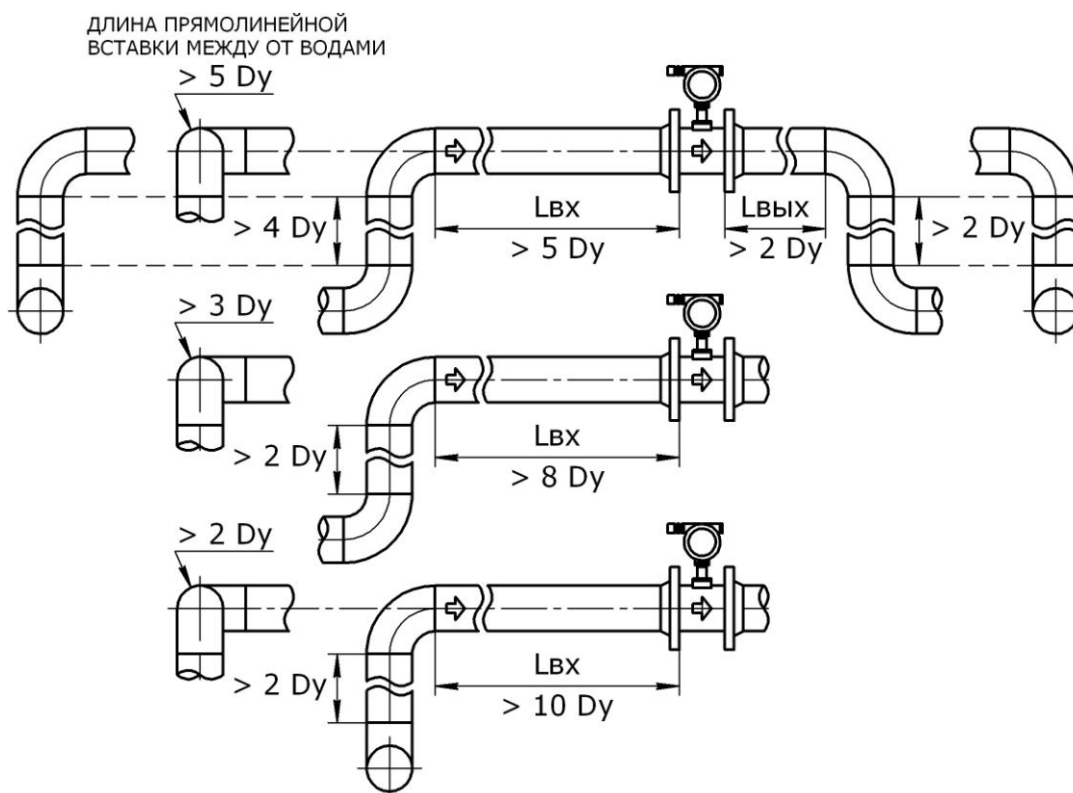 ДЛИНА ПРЯМОЛИНЕЙНОЙ
ВСТАВКИ МЕЖДУ ОТ ВОДАМИ
> 5 Dy
> 4 Dy
Lвх
> 5 Dy
Lвых
> 2 Dy
> 2 Dy
> 3 Dy
> 2 Dy
Lвх
> 8 Dy
> 2 Dy
> 2 Dy
Lвх
> 10 Dy